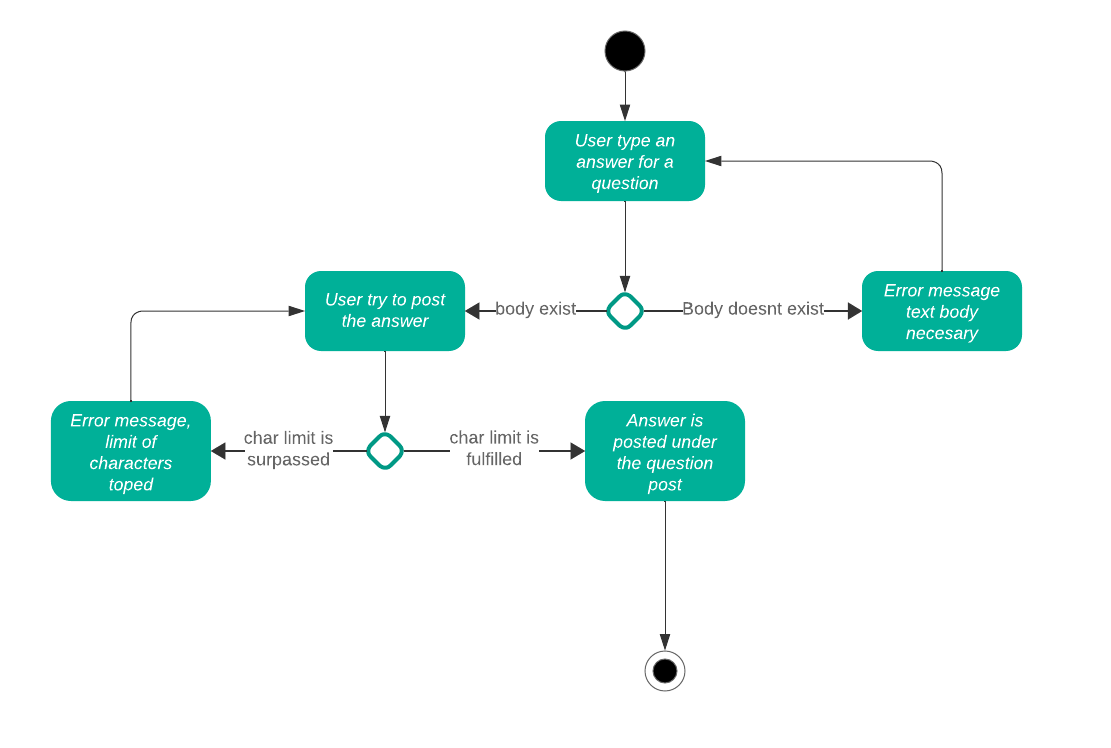 User type an
answer for a
question
User try to post
the answer
body exist
Body doesnt exist
Error message
text body
necesary
Error message,
limit of
characters
toped
char limit is
surpassed
char limit is
fulfilled
Answer is
posted under
the question
post